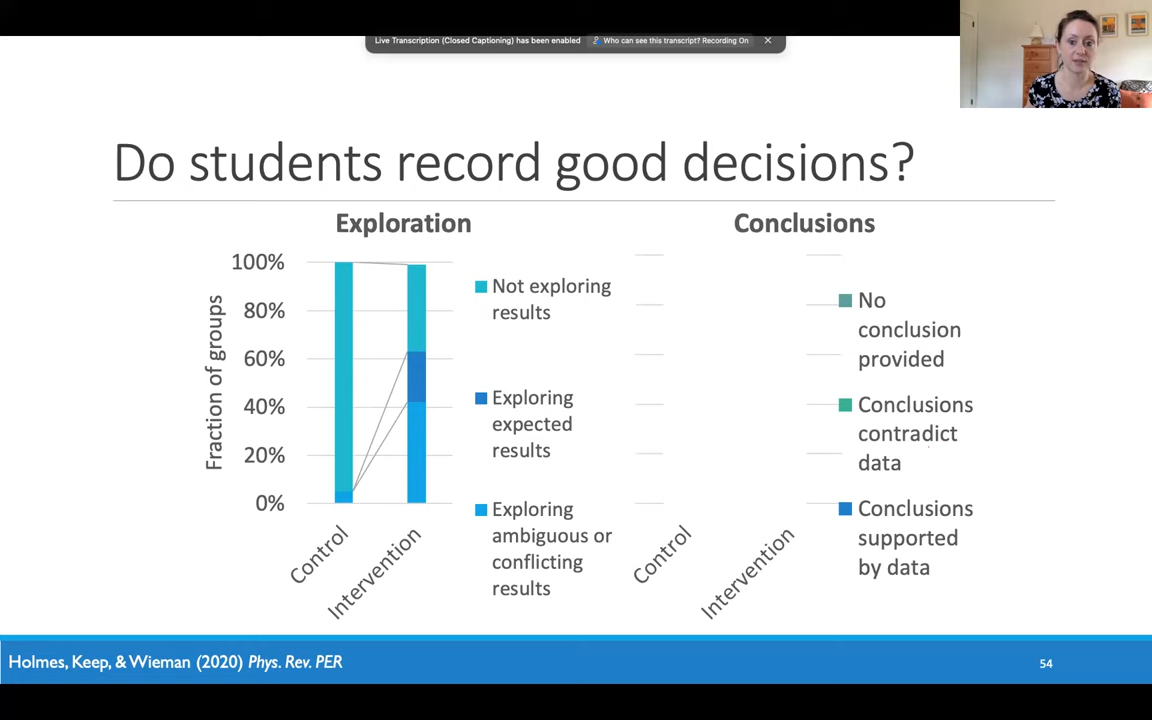 Live Transcription (Closed Captioning) has been enabled
Who can see this transcript? Recording On
Do students record good decisions?
Exploration
Fraction of groups
100%
80%
60%
40%
20%
0%
Control
Intervention
Not exploring
results
Exploring
expected
results
Exploring
ambiguous or
conflicting
results
Conclusions
Control
Intervention
No
conclusion
provided
Conclusions
contradict
data
Conclusions
supported
by data
Holmes, Keep, & Wieman (2020) Phys. Rev. PER
54